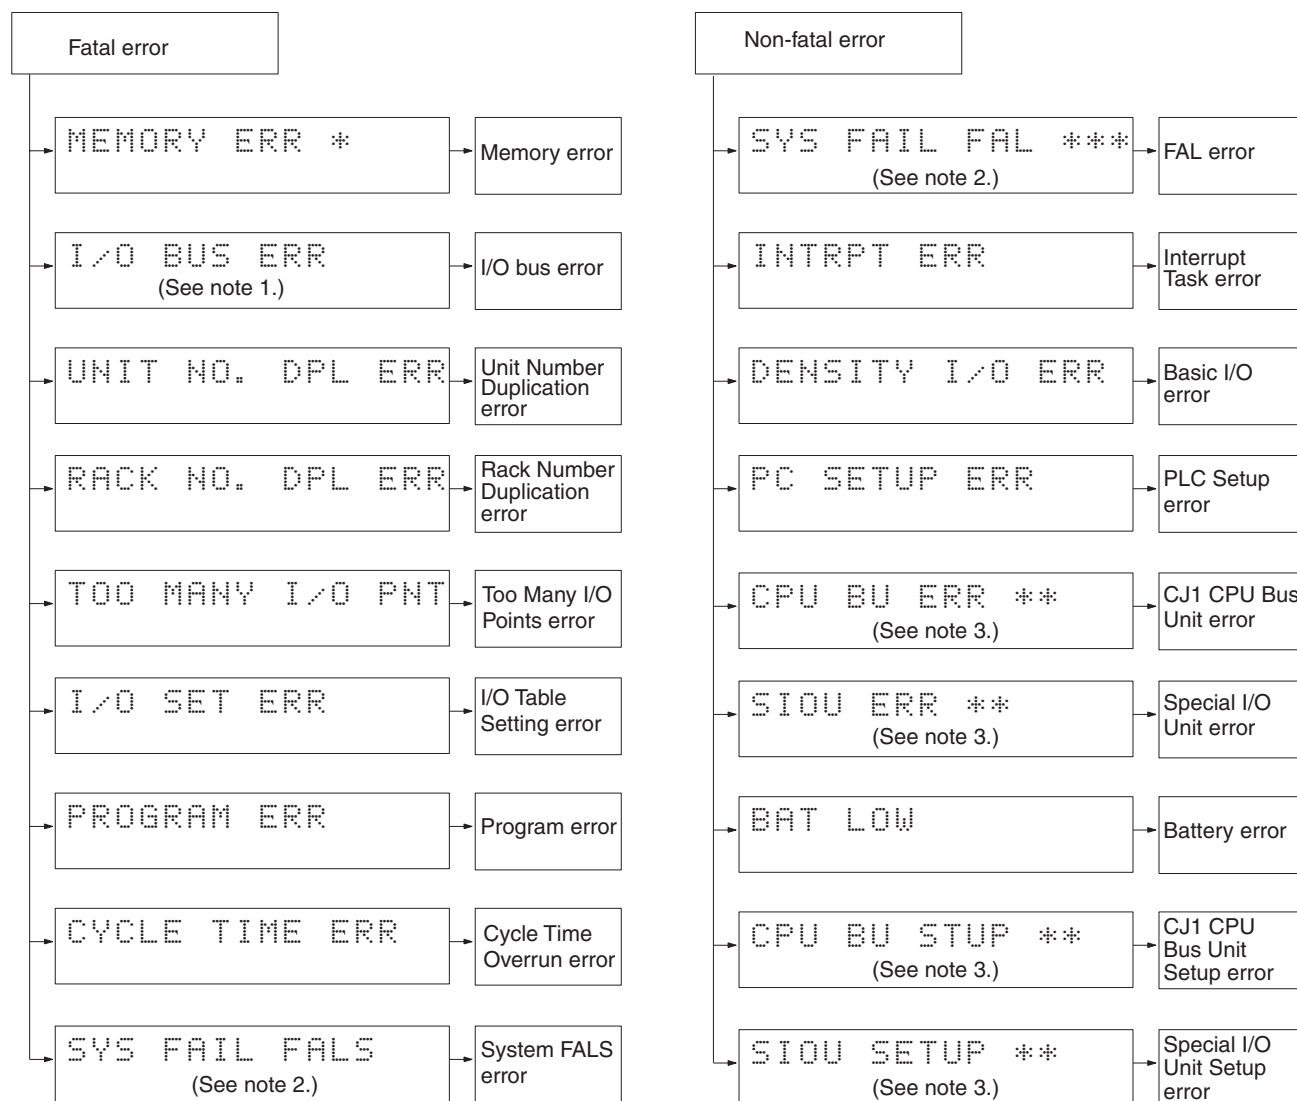 Fatal error
MEMORY ERR *
Memory error
I/O BUS ERR
(See note 1.)
I/O bus error
UNIT NO. DPL ERR
Unit Number
Duplication
error
RACK NO. DPL ERR
Rack Number
Duplication
error
TOO MANY I/O PNT
Too Many I/O
Points error
I/O SET ERR
I/O Table
Setting error
PROGRAM ERR
Program error
CYCLE TIME ERR
Cycle Time
Overrun error
SYS FAIL FALS
(See note 2.)
System FALS
error
Non-fatal error
SYS FAIL FAL ***
(See note 2.)
FAL error
INTRPT ERR
Interrupt
Task error
DENSITY I/O ERR
Basic I/O
error
PC SETUP ERR
PLC Setup
error
CPU BU ERR **
(See note 3.)
CJ1 CPU Bus
Unit error
SIOU ERR **
(See note 3.)
Special I/O
Unit error
BAT LOW
Battery error
CPU BU STUP **
(See note 3.)
CJ1 CPU
Bus Unit
Setup error
SIOU SETUP **
(See note 3.)
Special I/O
Unit Setup
error